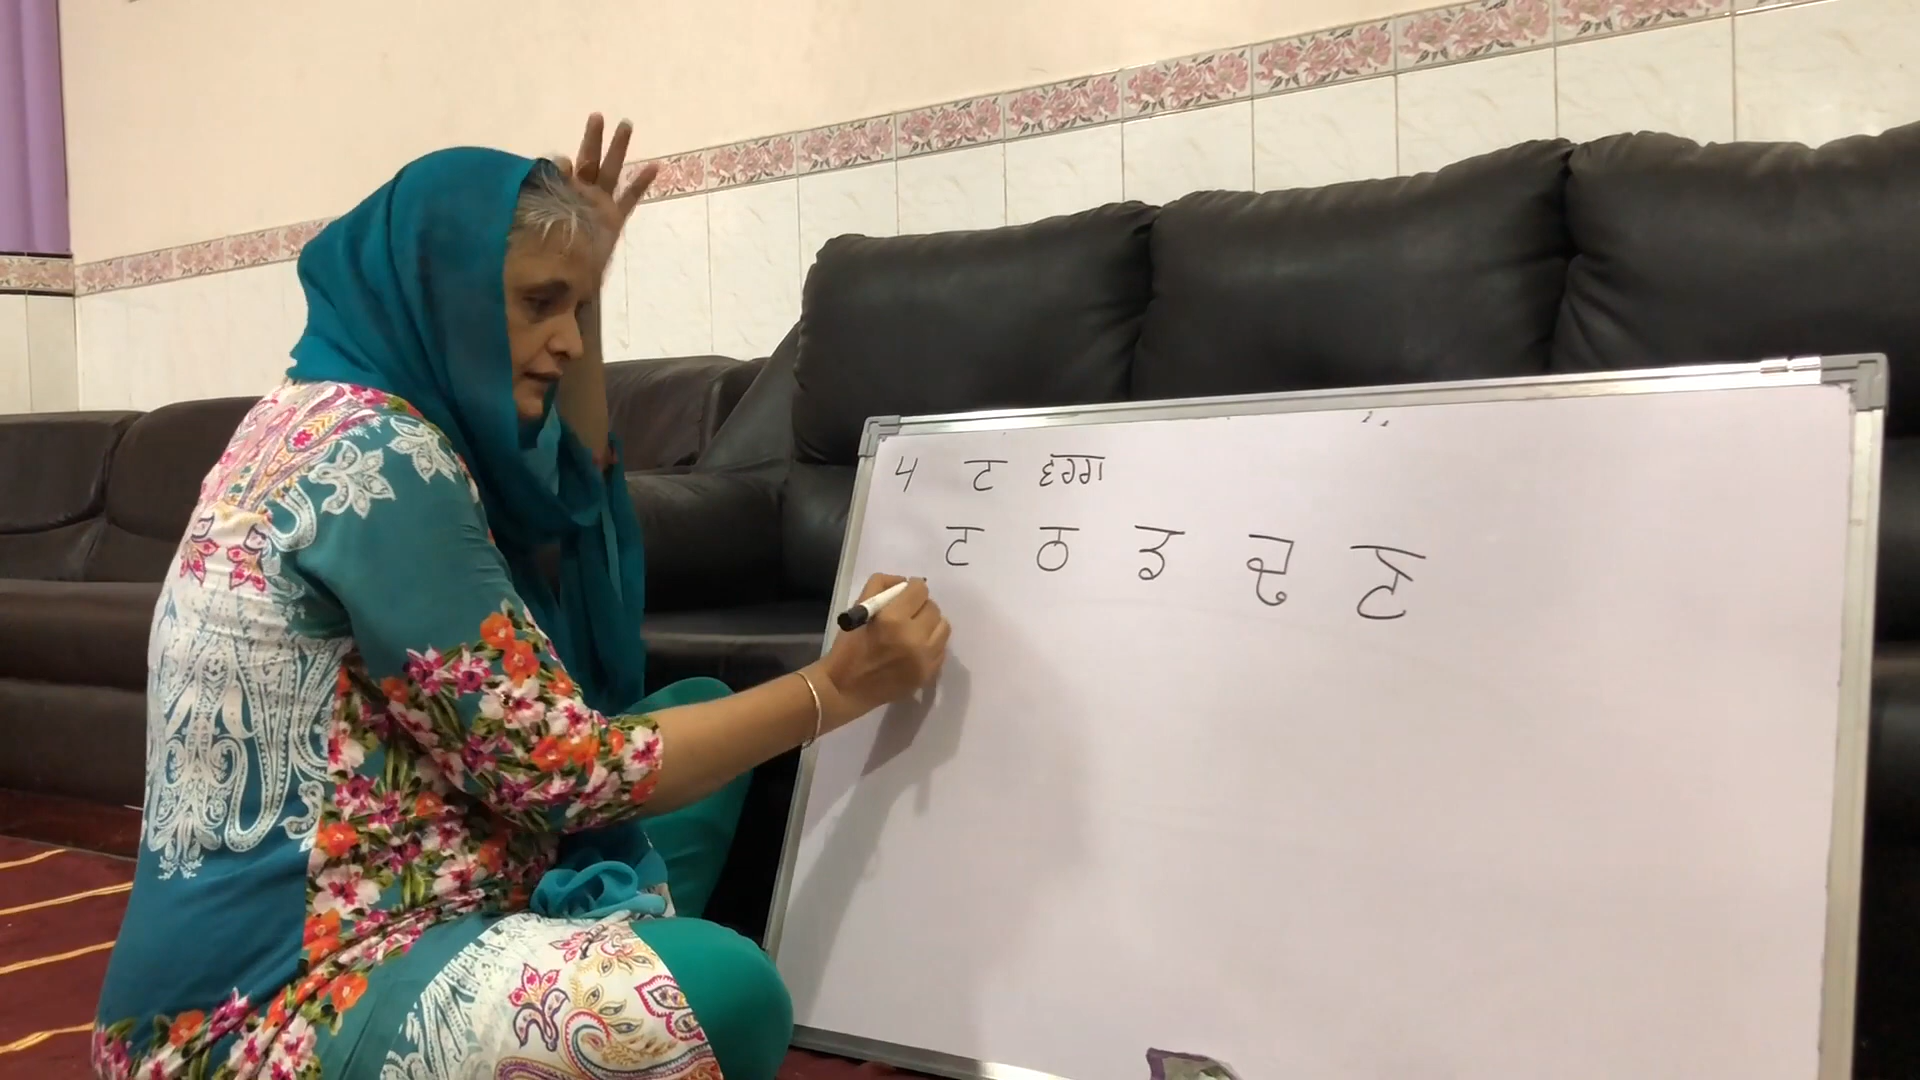 4 ਟ ਵਰਗ
ਟ ਠ ਡ ਢ ਣ